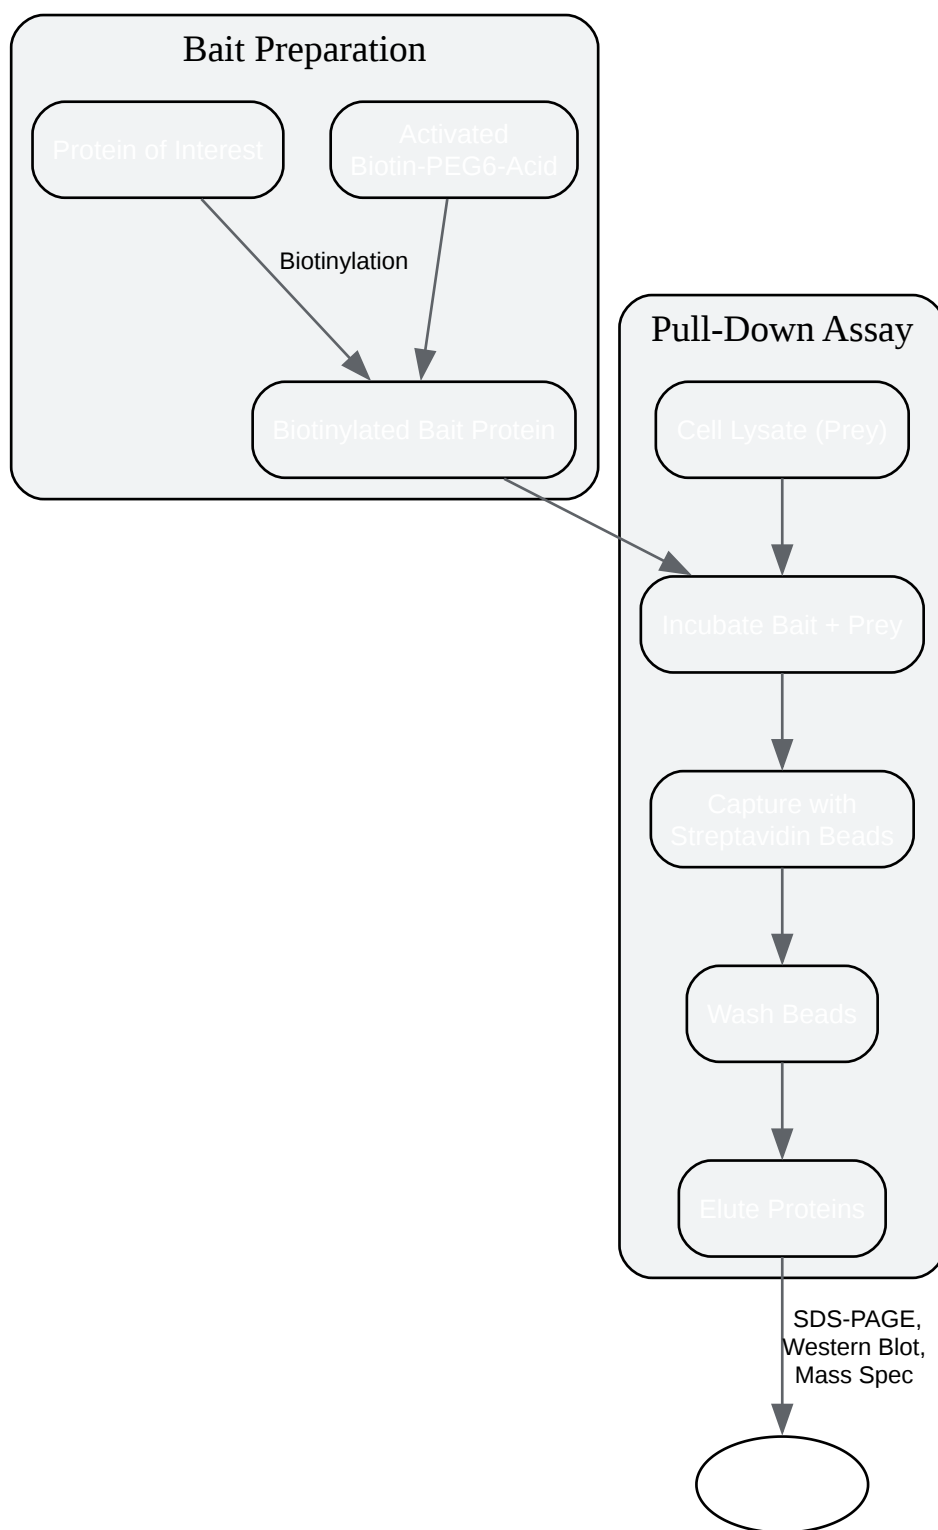 Bait Preparation
Protein of Interest
Activated
Biotin-PEG6-Acid
Biotinylation
Biotinylated Bait Protein
Pull-Down Assay
Cell Lysate (Prey)
Incubate Bait + Prey
Capture with
Streptavidin Beads
Wash Beads
Elute Proteins
SDS-PAGE,
Western Blot,
Mass Spec